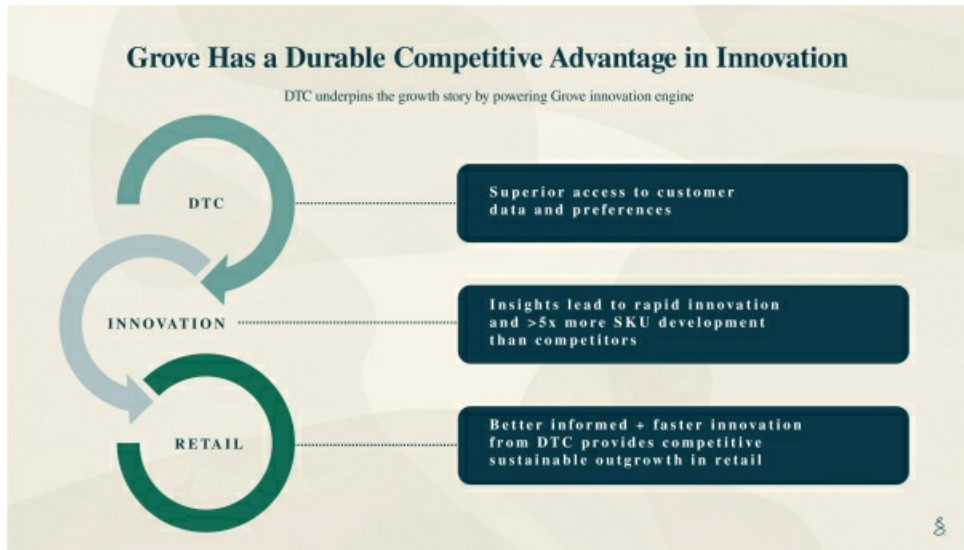 Grove Has a Durable Competitive Advantage in Innovation
DTC underpins the growth story by powering Grove innovation engine
DTC
Superior access to customer
data and preferences
INNOVATION
Insights lead to rapid innovation
and >5x more SKU development
than competitors
RETAIL
Better informed + faster innovation
from DTC provides competitive
sustainable outgrowth in retail